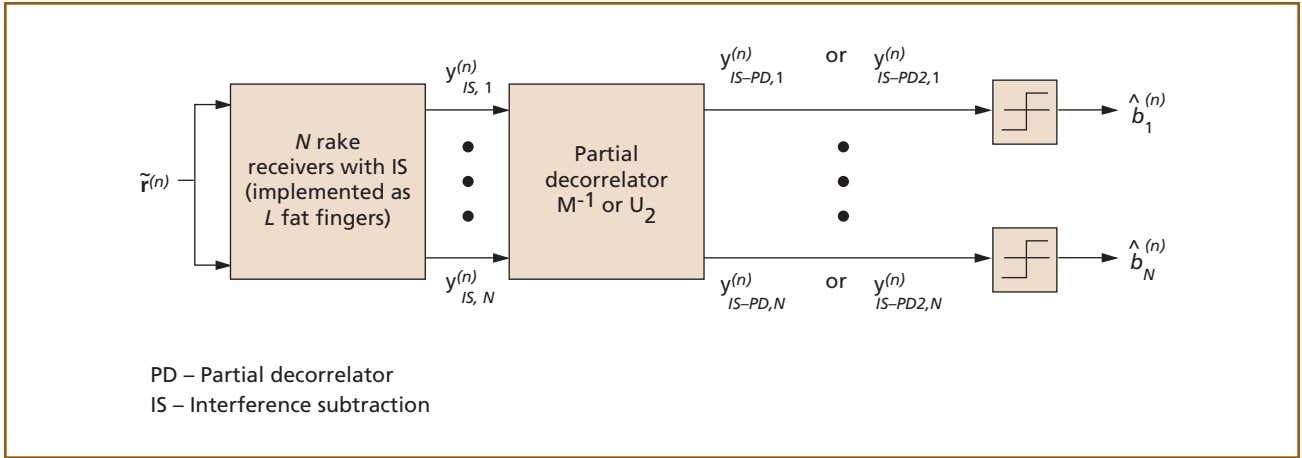 y(n)IS, 1
y(n)IS–PD,1 or y(n)IS–PD2,1
r̃(n)
N rake
receivers with IS
(implemented as
L fat fingers)
Partial
decorrelator
M-1 or U2
b̂1(n)
y(n)IS, N
y(n)IS–PD,N or y(n)IS–PD2,N
b̂N(n)
PD – Partial decorrelator
IS – Interference subtraction